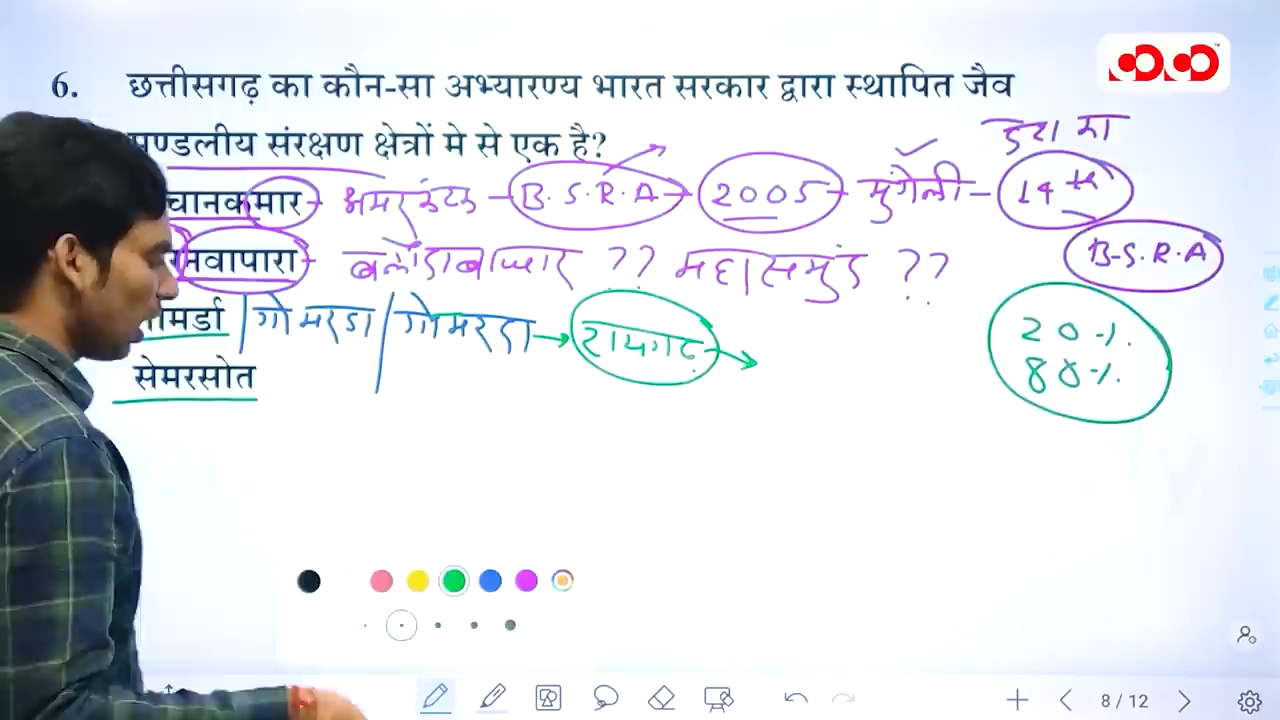 6. छत्तीसगढ़ का कौन-सा अभ्यारण्य भारत सरकार द्वारा स्थापित जैव
मण्डलीय संरक्षण क्षेत्रों मे से एक है?
चानकमार अमरकंटक B.S.R.A 2005 मुंगेली 14 th
नवापारा बलौदाबाजार ?? महासमुंद ?? B.S.R.A
मर्डा गोमरडा गोमरदा रायगढ 20%.
80%.
सेमरसोत
8/12